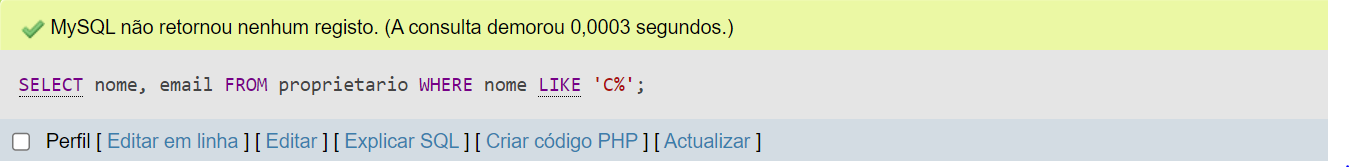 MySQL não retornou nenhum registo. (A consulta demorou 0,0003 segundos.)
SELECT nome, email FROM proprietario WHERE nome LIKE 'C%';
Perfil [ Editar em linha ] [ Editar ] [ Explicar SQL ] [ Criar código PHP ] [ Actualizar ]